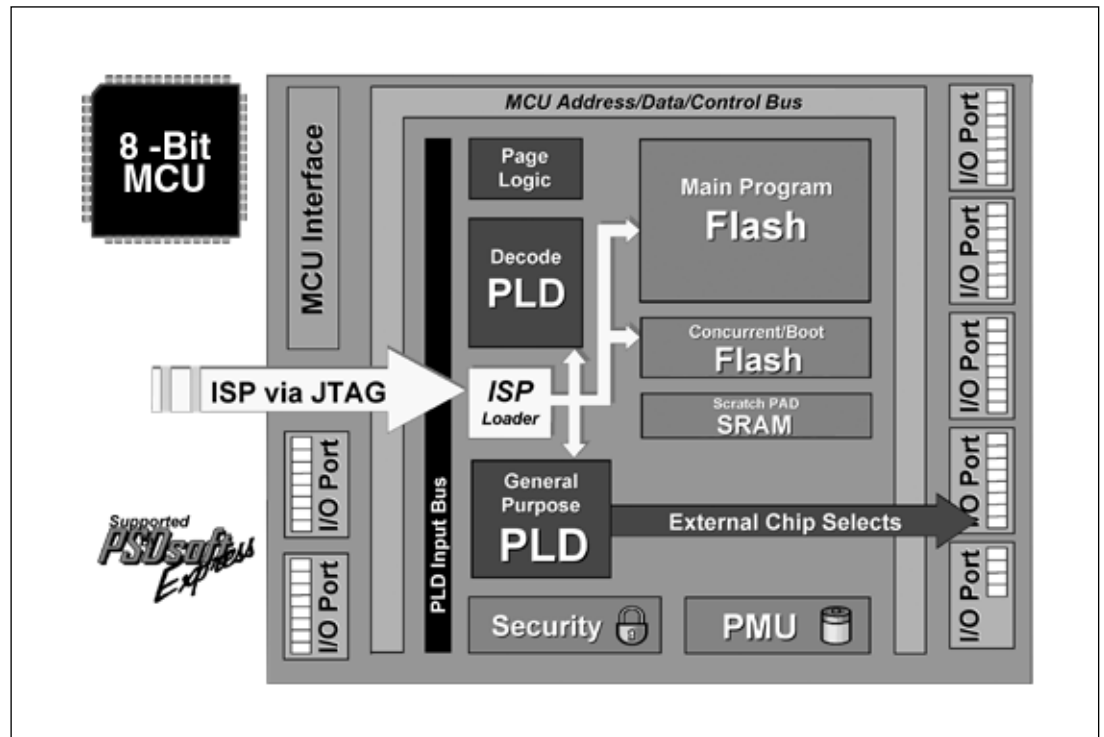 8 -Bit
MCU
MCU Interface
MCU Address/Data/Control Bus
Page
Logic
Decode
PLD
Main Program
Flash
Concurrent/Boot
Flash
Scratch PAD
SRAM
ISP via JTAG
ISP
Loader
PLD Input Bus
General
Purpose
PLD
External Chip Selects
Security
PMU
I/O Port
I/O Port
I/O Port
I/O Port
I/O Port
I/O Port
I/O Port
Supported
PSDsoft
Express